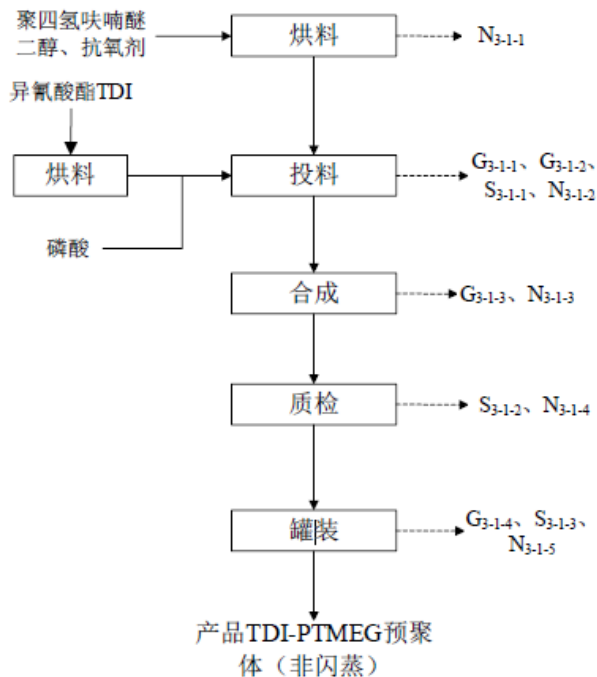 聚四氢呋喃醚
二醇、抗氧剂
烘料
N3-1-1
异氰酸酯TDI
烘料
投料
G3-1-1、G3-1-2、
S3-1-1、N3-1-2
磷酸
合成
G3-1-3、N3-1-3
质检
S3-1-2、N3-1-4
罐装
G3-1-4、S3-1-3、
N3-1-5
产品TDI-PTMEG预聚
体（非闪蒸）